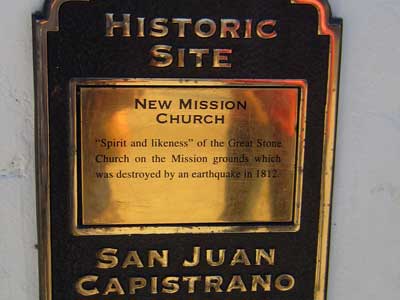 HISTORIC
SITE
NEW MISSION
CHURCH
"Spirit and likeness" of the Great Stone
Church on the Mission grounds which
was destroyed by an earthquake in 1812.
SAN JUAN
CAPISTRANO